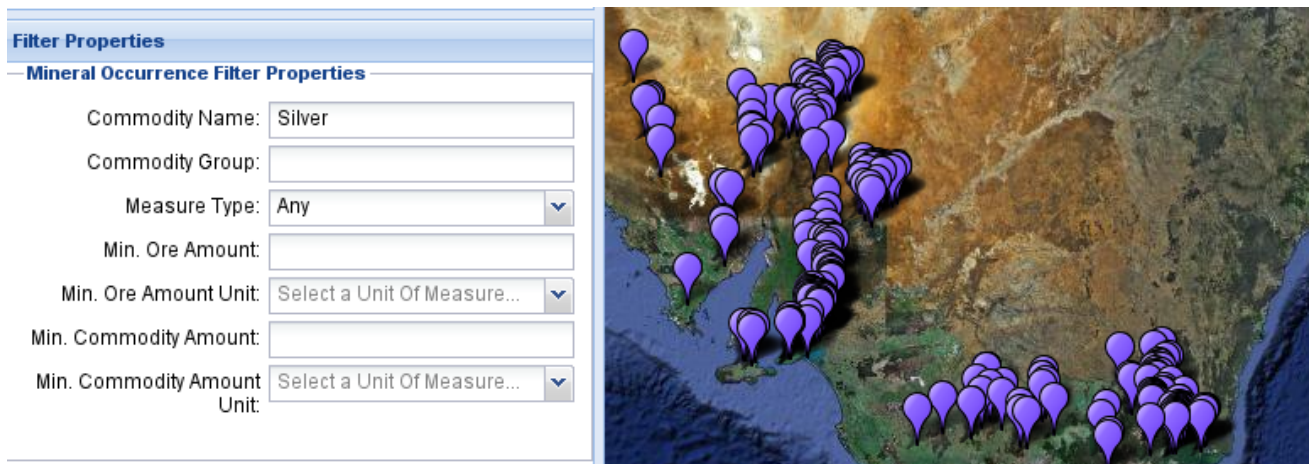 Filter Properties
Mineral Occurrence Filter Properties
Commodity Name: Silver
Commodity Group:
Measure Type: Any
Min. Ore Amount:
Min. Ore Amount Unit: Select a Unit Of Measure...
Min. Commodity Amount:
Min. Commodity Amount Select a Unit Of Measure...
Unit: